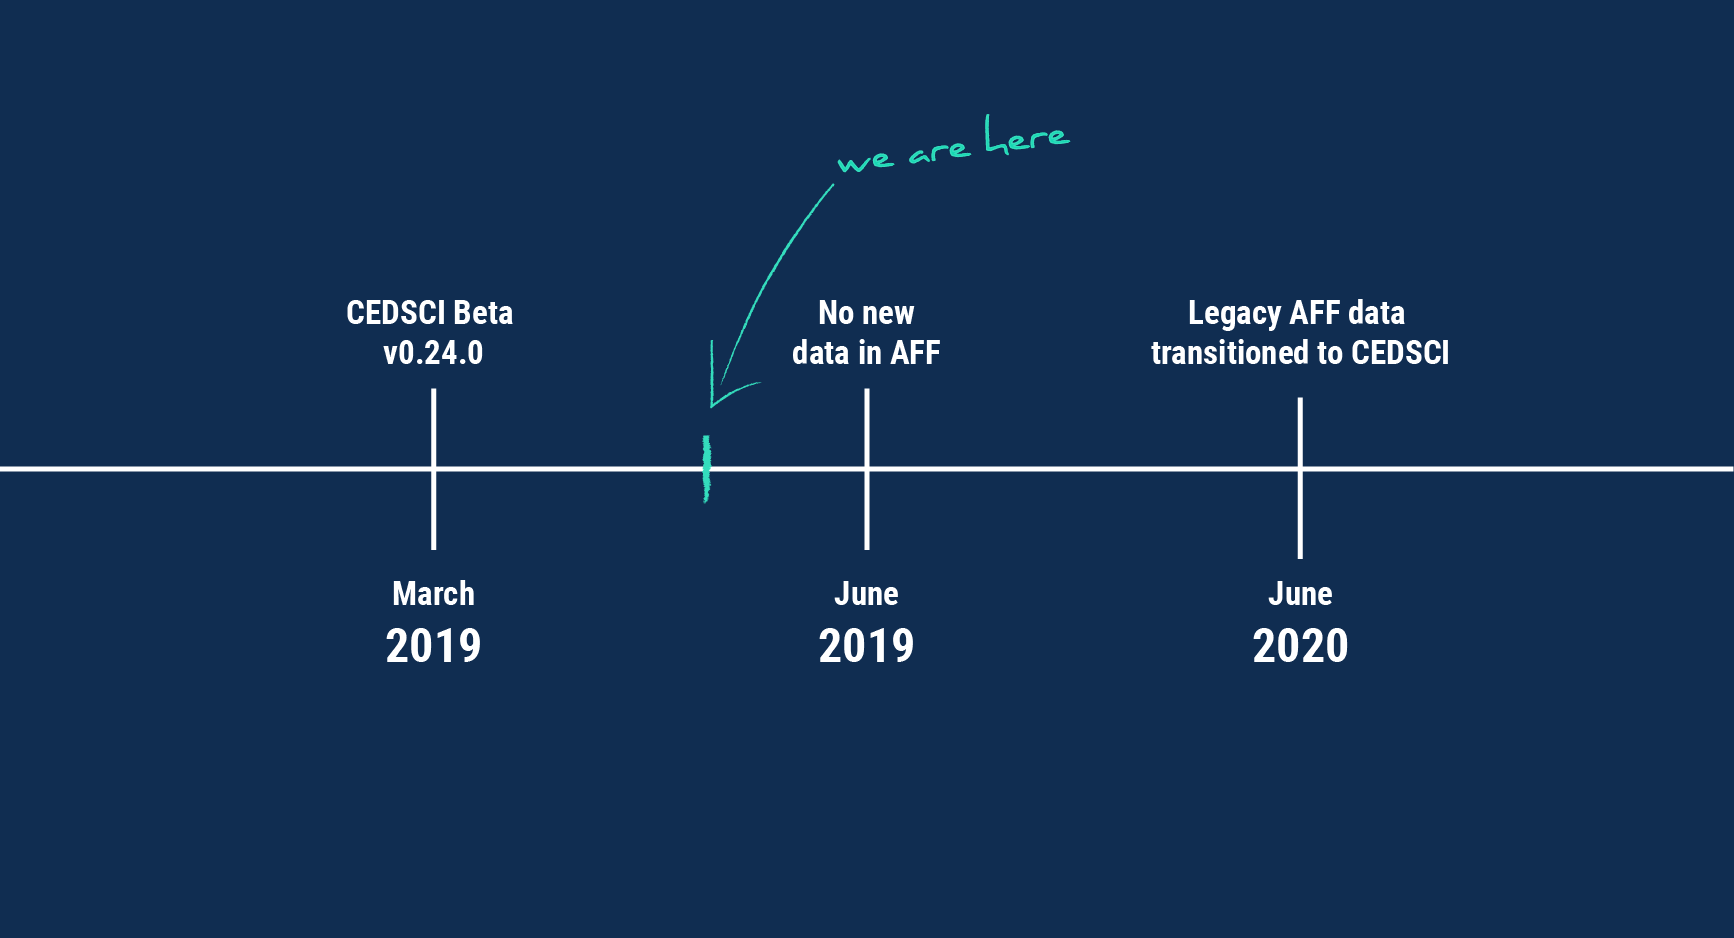 we are here
CEDSCI Beta
v0.24.0
No new
data in AFF
Legacy AFF data
transitioned to CEDSCI
March
2019
June
2019
June
2020